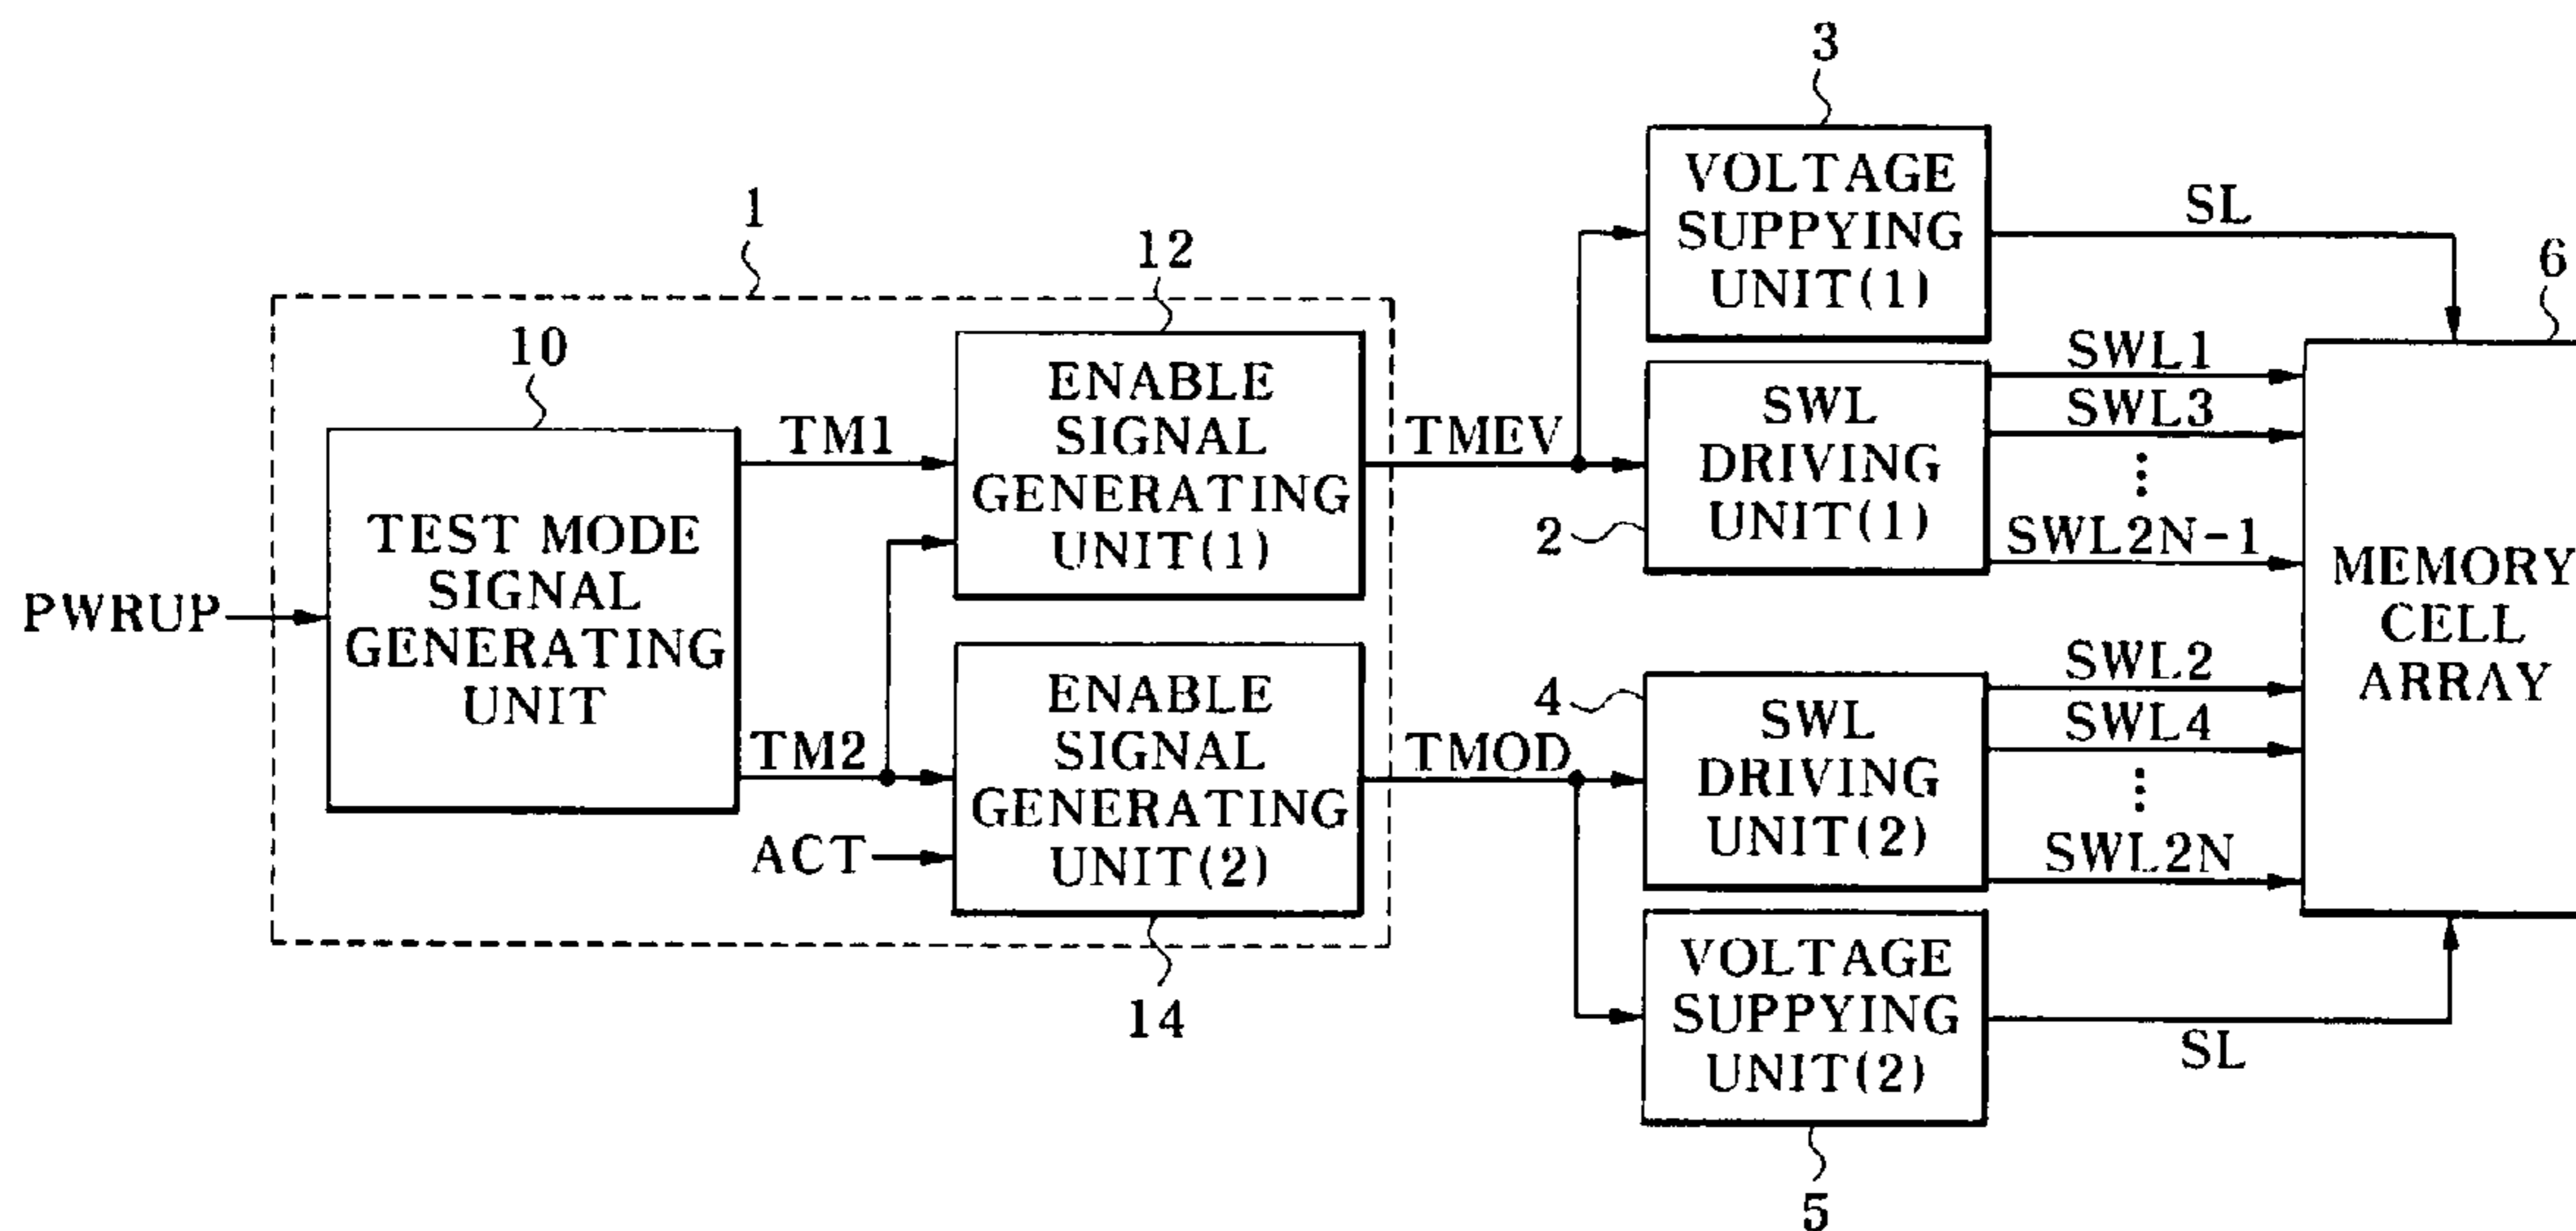 3
VOLTAGE
SUPPYING
UNIT(1)
SL
1
12
6
10
ENABLE
SIGNAL
GENERATING
UNIT(1)
SWL1
SWL3
SWL2N-1
TM1
TMEV
SWL
DRIVING
UNIT(1)
2
PWRUP
TEST MODE
SIGNAL
GENERATING
UNIT
MEMORY
CELL
ARRAY
TM2
ACT
ENABLE
SIGNAL
GENERATING
UNIT(2)
14
TMOD
4
SWL
DRIVING
UNIT(2)
SWL2
SWL4
SWL2N
VOLTAGE
SUPPYING
UNIT(2)
SL
5